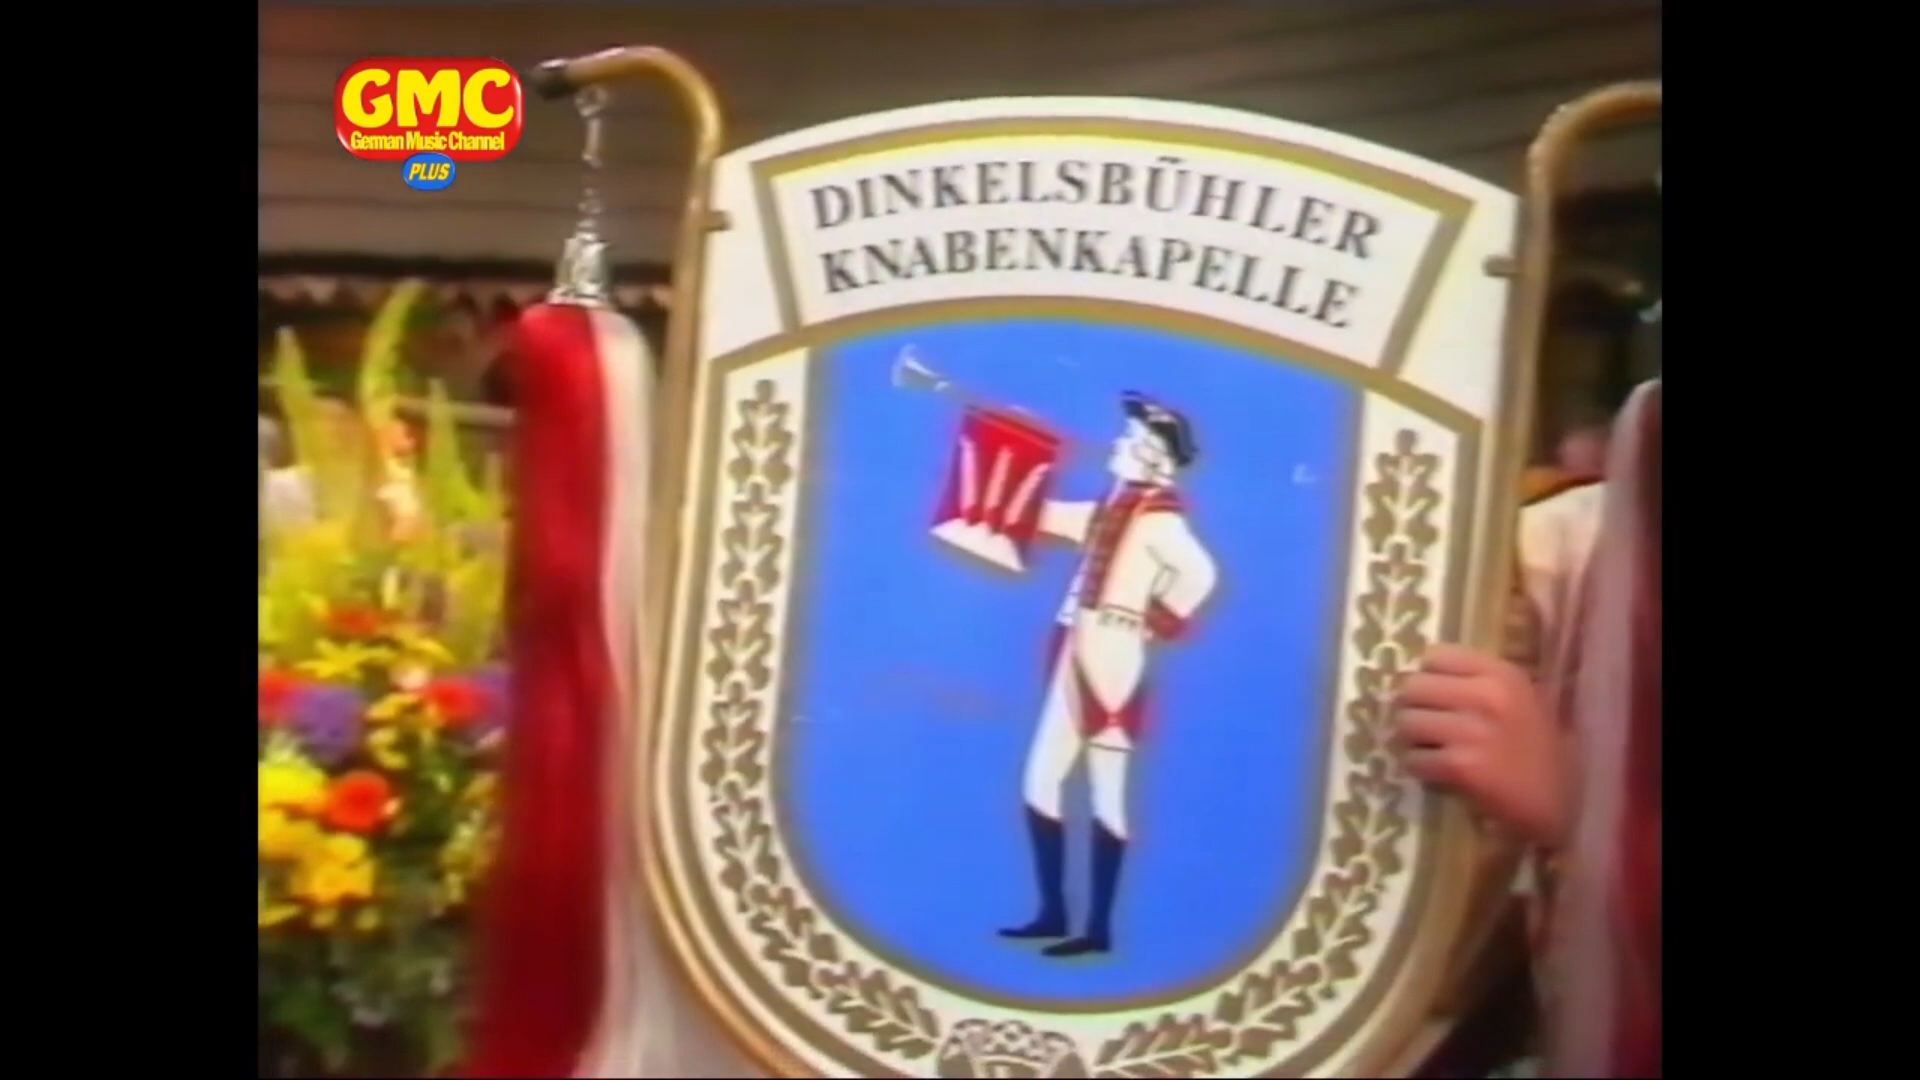 GMC
German Music Channel
PLUS
DINKELSBÜHLER
KNABENKAPELLE